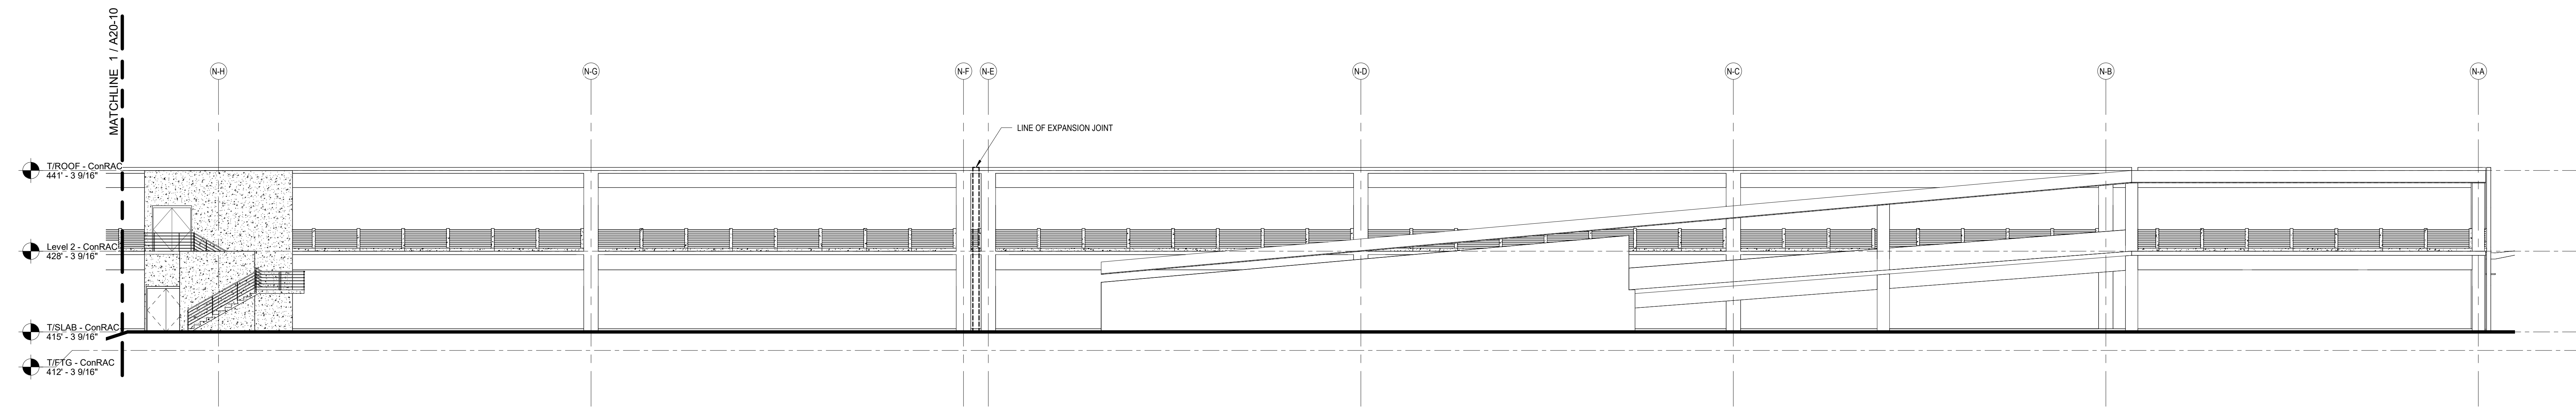 MATCHLINE 1 / A20-10
N-H
N-G
N-F
N-E
N-D
N-C
N-B
N-A
LINE OF EXPANSION JOINT
T/ROOF - ConRAC
441' - 3 9/16"
Level 2 - ConRAC
428' - 3 9/16"
T/SLAB - ConRAC
415' - 3 9/16"
T/FTG - ConRAC
412' - 3 9/16"